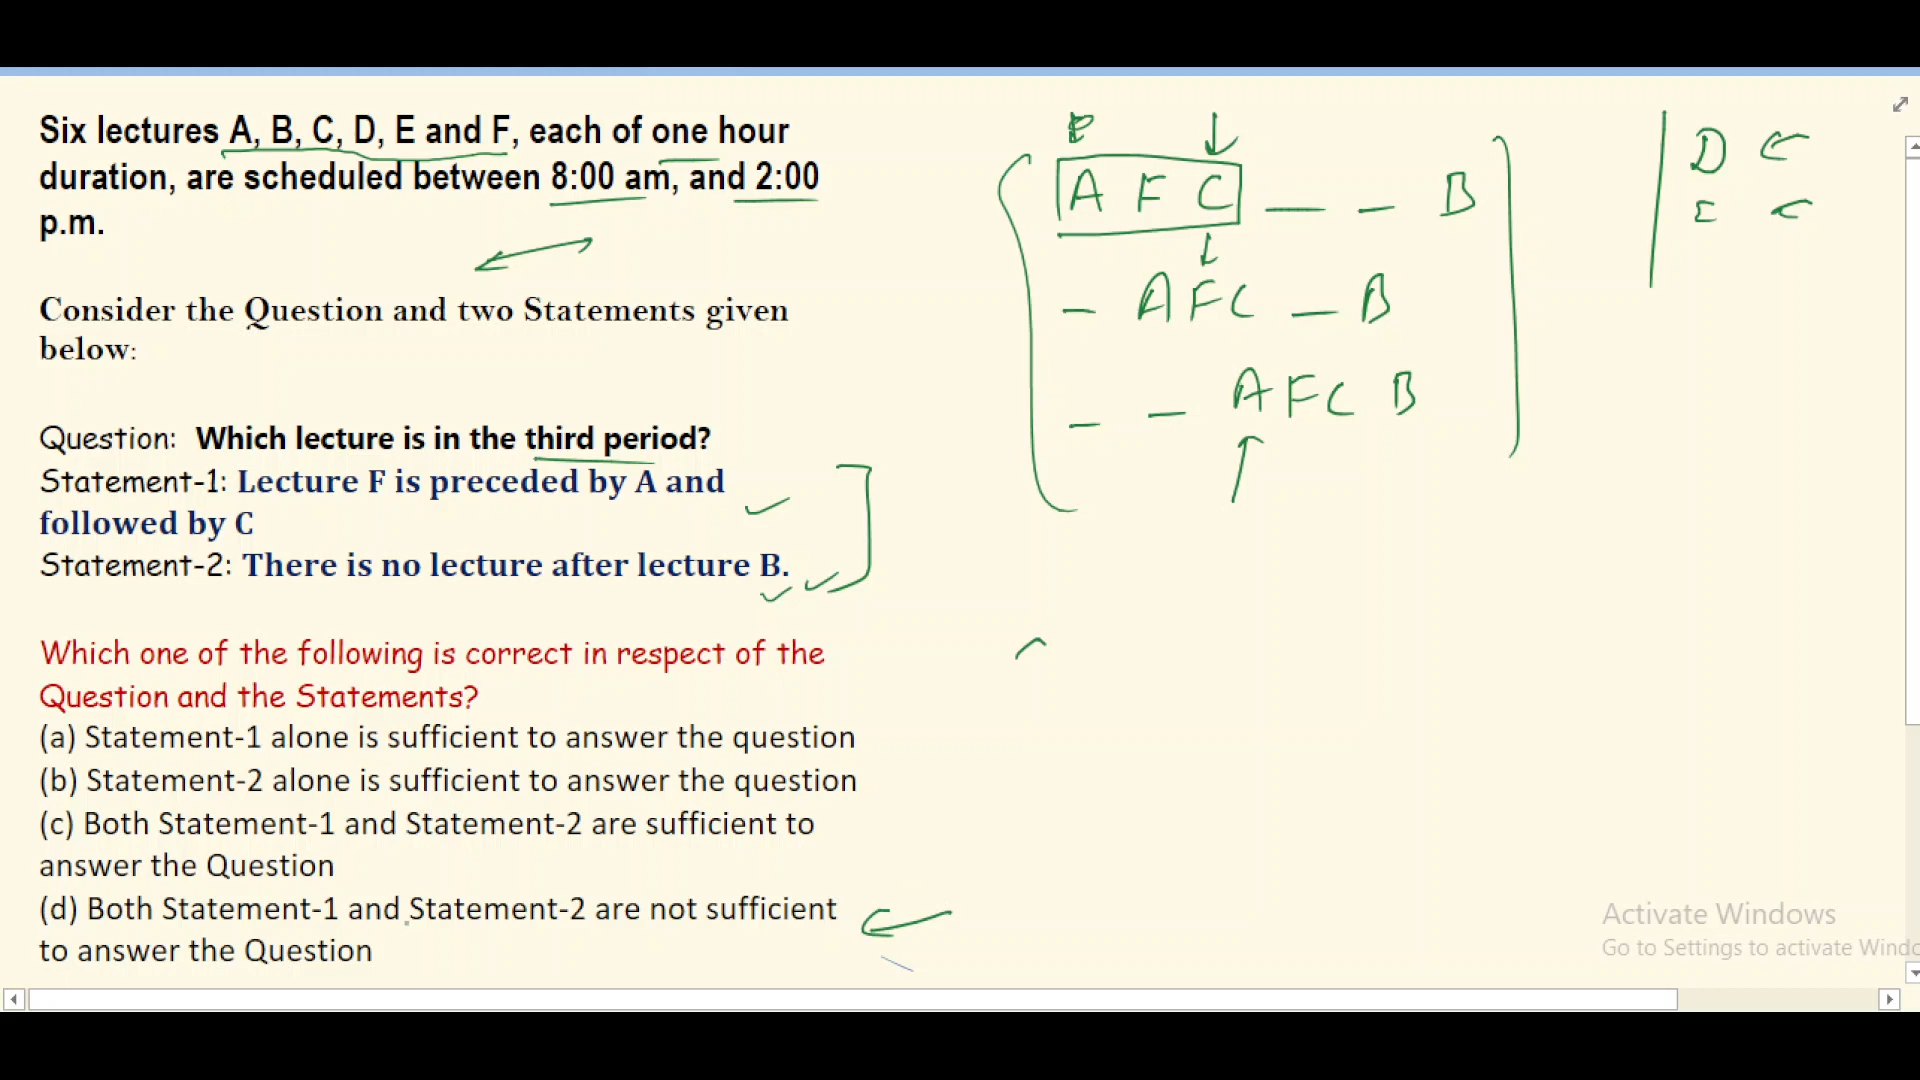 Six lectures A, B, C, D, E and F, each of one hour
duration, are scheduled between 8:00 am, and 2:00
p.m.
Consider the Question and two Statements given
below:
Question: Which lecture is in the third period?
Statement-1: Lecture F is preceded by A and
followed by C
Statement-2: There is no lecture after lecture B.
Which one of the following is correct in respect of the
Question and the Statements?
(a) Statement-1 alone is sufficient to answer the question
(b) Statement-2 alone is sufficient to answer the question
(c) Both Statement-1 and Statement-2 are sufficient to
answer the Question
(d) Both Statement-1 and Statement-2 are not sufficient
to answer the Question
A F C _ _ B
_ A F C _ B
_ _ A F C B
D
Activate Windows
Go to Settings to activate Windo